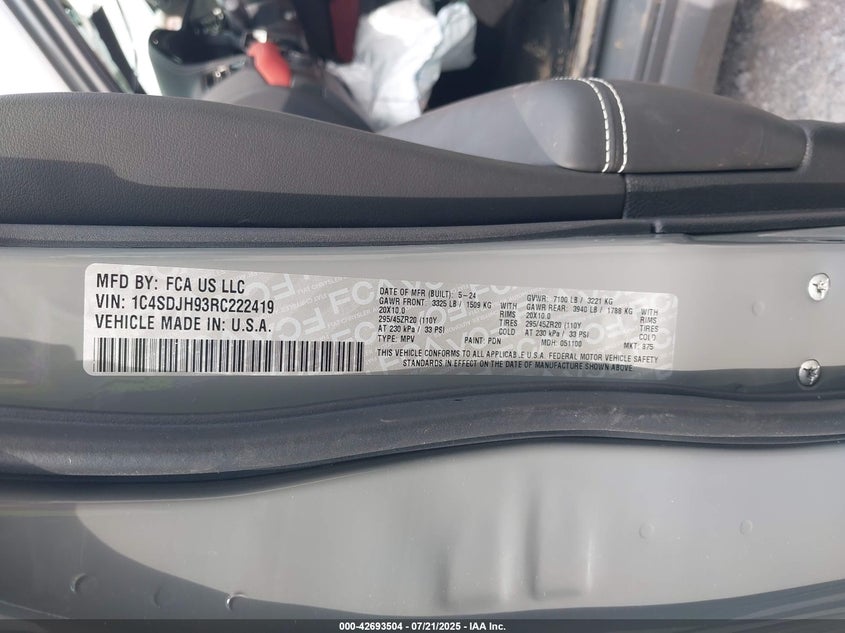 MFD BY: FCA US LLC
VIN: 1C4SDJH93RC222419
VEHICLE MADE IN: U.S.A.
DATE OF MFR (BUILT): 5-24 GVWR: 7100 LB / 3221 KG
GAWR FRONT: 3325 LB / 1509 KG WITH GAWR REAR: 3940 LB / 1788 KG WITH
20X10.0 RIMS 20X10.0 RIMS
295/45ZR20 (110Y TIRES 295/45ZR20 (110Y TIRES
AT 230 kPa / 33 PSI COLD AT 230 kPa / 33 PSI COLD
TYPE: MPV PAINT: PDN MDH: 051100 MKT: 875
THIS VEHICLE CONFORMS TO ALL APPLICABLE U.S.A. FEDERAL MOTOR VEHICLE SAFETY
STANDARDS IN EFFECT ON THE DATE OF MANUFACTURE SHOWN ABOVE
000-42693504 - 07/21/2025 - IAA Inc.